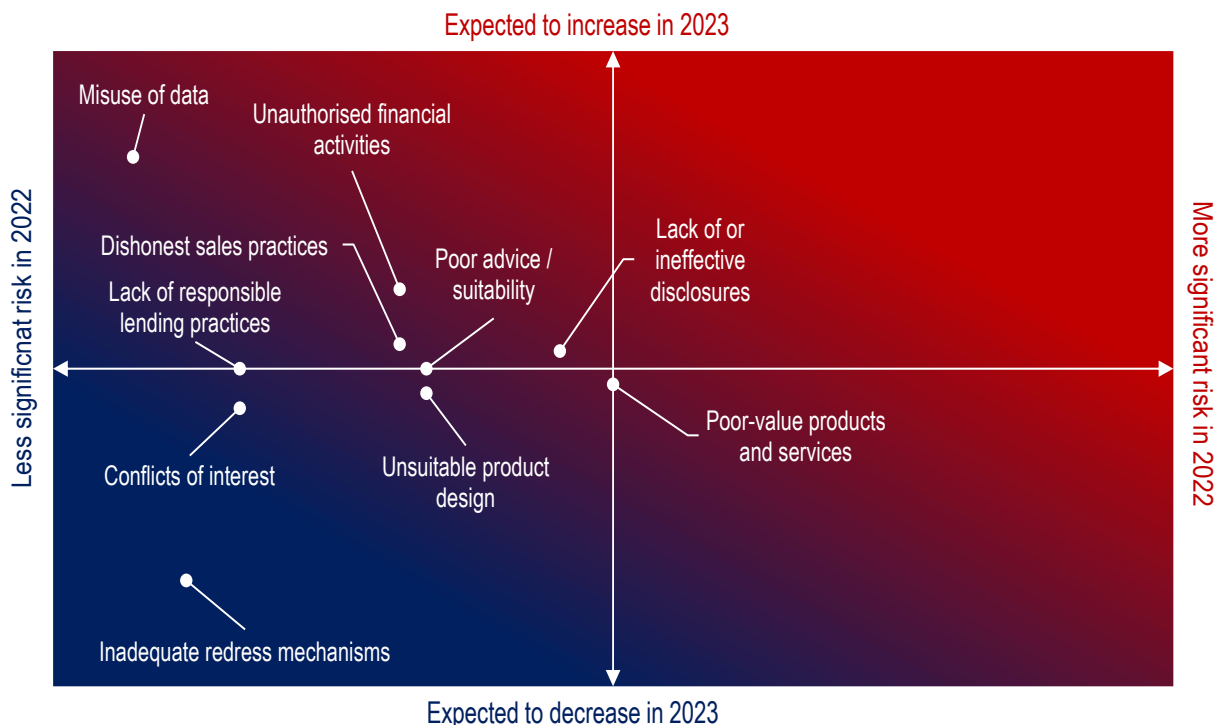 Expected to increase in 2023
Misuse of data
Unauthorised financial
activities
Dishonest sales practices
Lack of responsible
lending practices
Poor advice /
suitability
Lack of or
ineffective
disclosures
Less significnat risk in 2022
More significant risk in 2022
Conflicts of interest
Unsuitable product
design
Poor-value products
and services
Inadequate redress mechanisms
Expected to decrease in 2023